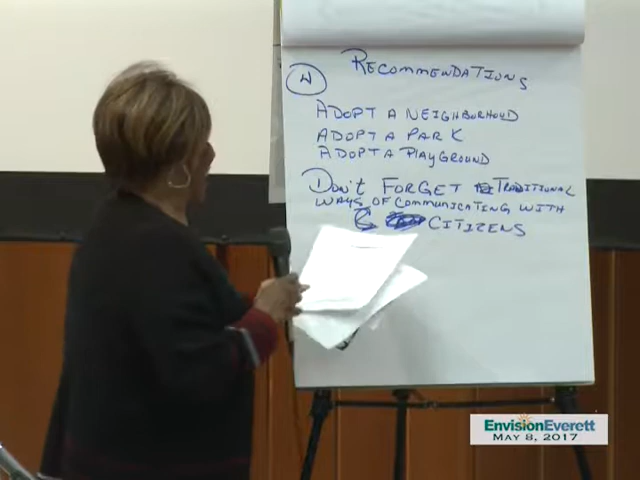 4
RECOMMENDATIONS
ADOPT A NEIGHBORHOOD
ADOPT A PARK
ADOPT A PLAYGROUND
DON'T FORGET TRADITIONAL
WAYS OF COMMUNICATING WITH
CITIZENS
EnvisionEverett
MAY 8, 2017